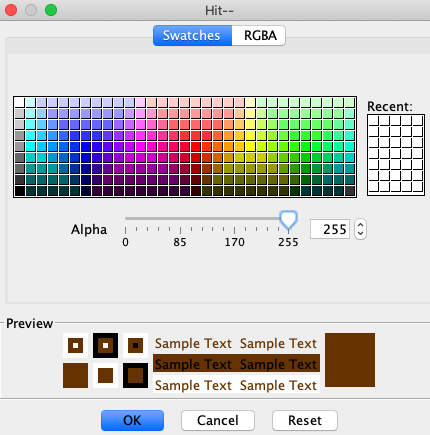 Hit--
Swatches RGBA
Recent:
Alpha
0 85 170 255
255
Preview
Sample Text Sample Text
Sample Text Sample Text
Sample Text Sample Text
OK Cancel Reset